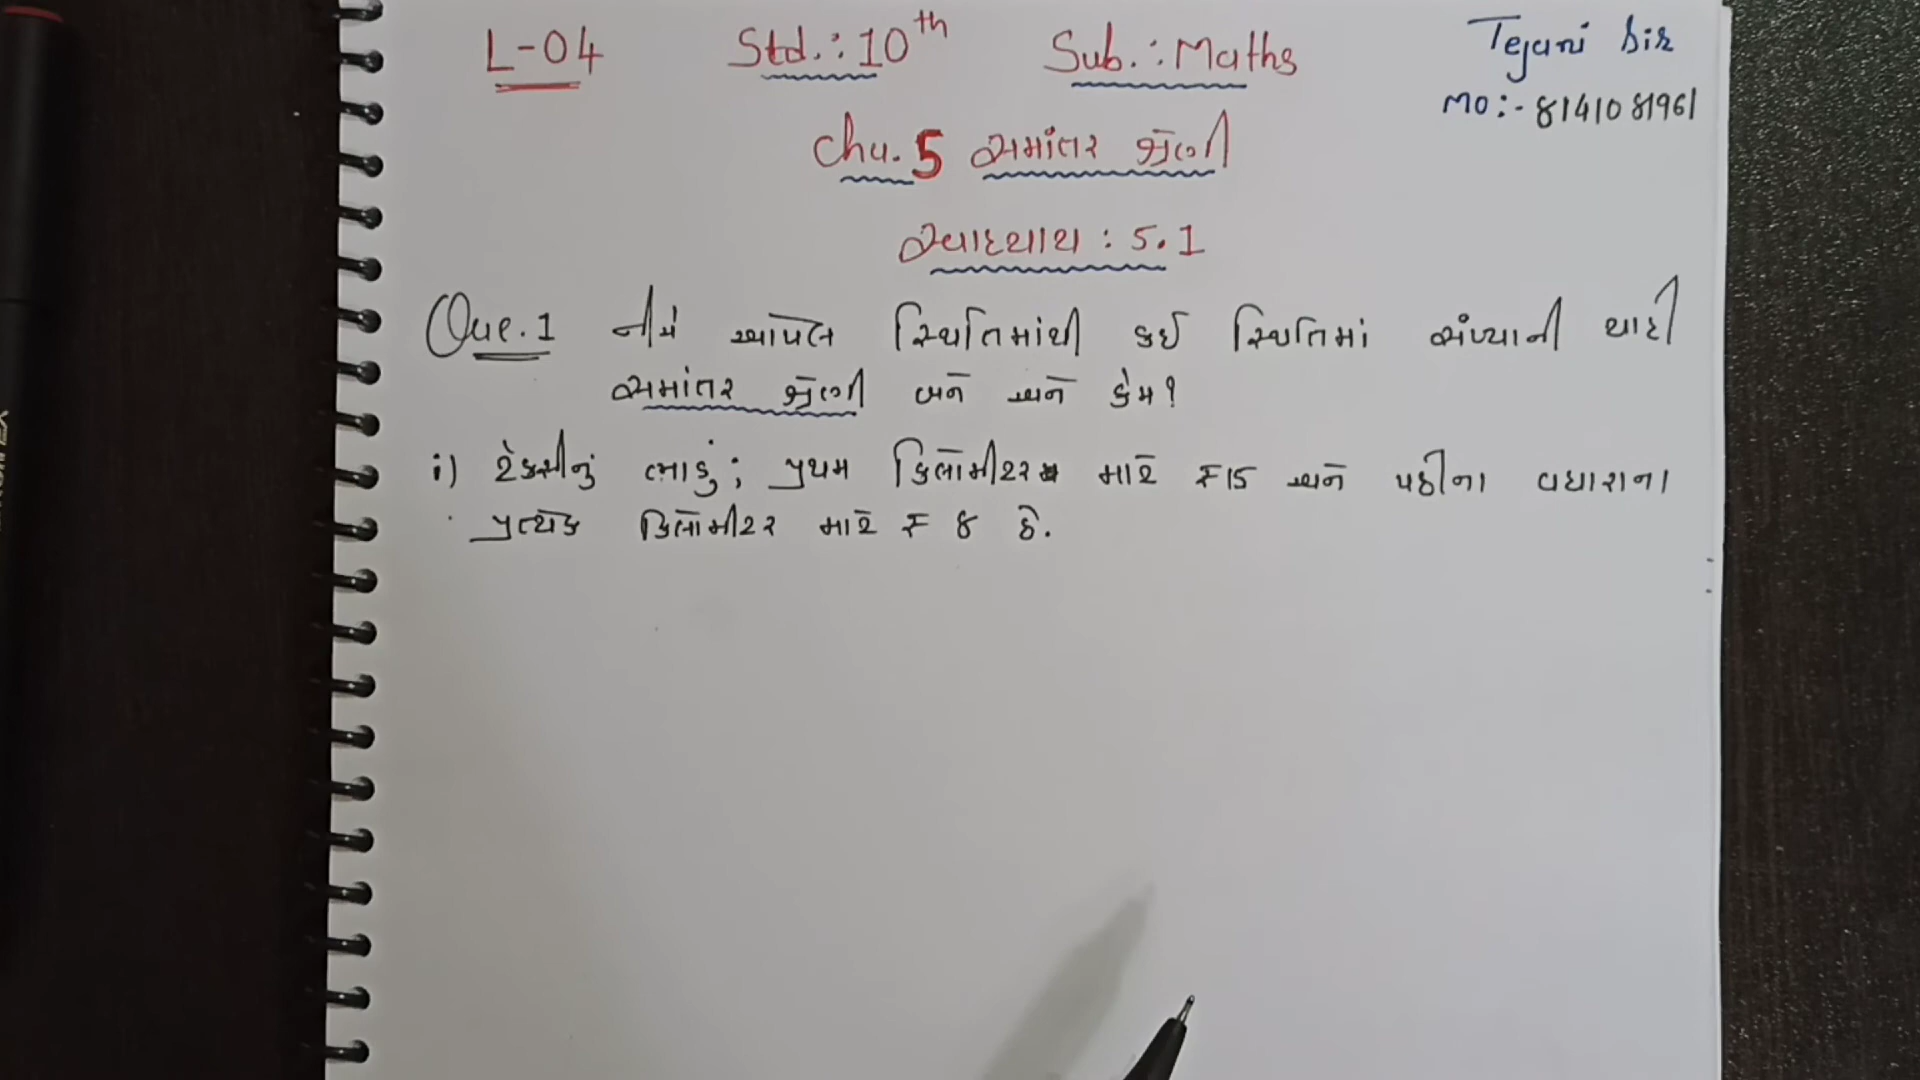 L-04 Std.: 10th Sub.: Maths Tejani Sir
Mo:- 8141081961
Ch. 5 સમાંતર શ્રેણી
સ્વાધ્યાય : 5.1
Que.1 નીચે આપેલ સ્થિતિમાંથી કઈ સ્થિતિમાં સંખ્યાની યાદી
સમાંતર શ્રેણી બને અને કેમ?
i) ટેક્સીનું ભાડું; પ્રથમ કિલોમીટર માટે ₹15 અને પછીના વધારાના
પ્રત્યેક કિલોમીટર માટે ₹ 8 છે.